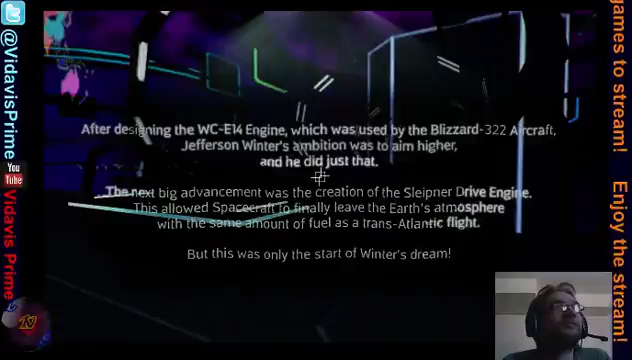 @VidavisPrime
You
Tube
Vidavis Prime
After designing the WC-E14 Engine, which was used by the Blizzard-322 Aircraft,
Jefferson Winter's ambition was to aim higher,
and he did just that.
The next big advancement was the creation of the Sleipner Drive Engine.
This allowed Spacecraft to finally leave the Earth's atmosphere
with the same amount of fuel as a trans-Atlantic flight.
But this was only the start of Winter's dream!
games to stream!
Enjoy the stream!